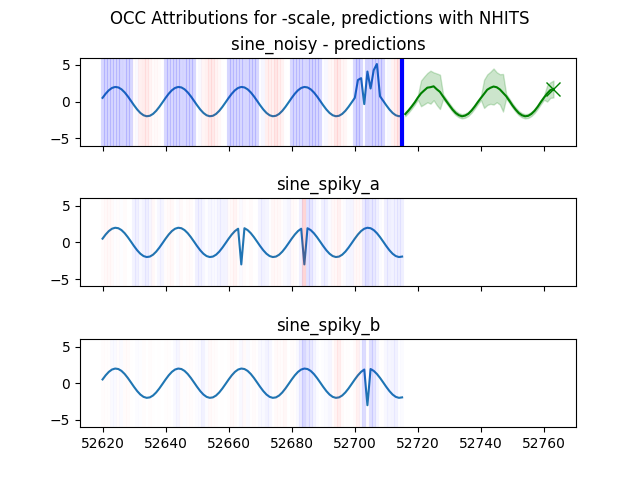 OCC Attributions for -scale, predictions with NHITS
sine_noisy - predictions
5
0
−5
sine_spiky_a
5
0
−5
sine_spiky_b
5
0
−5
52620 52640 52660 52680 52700 52720 52740 52760